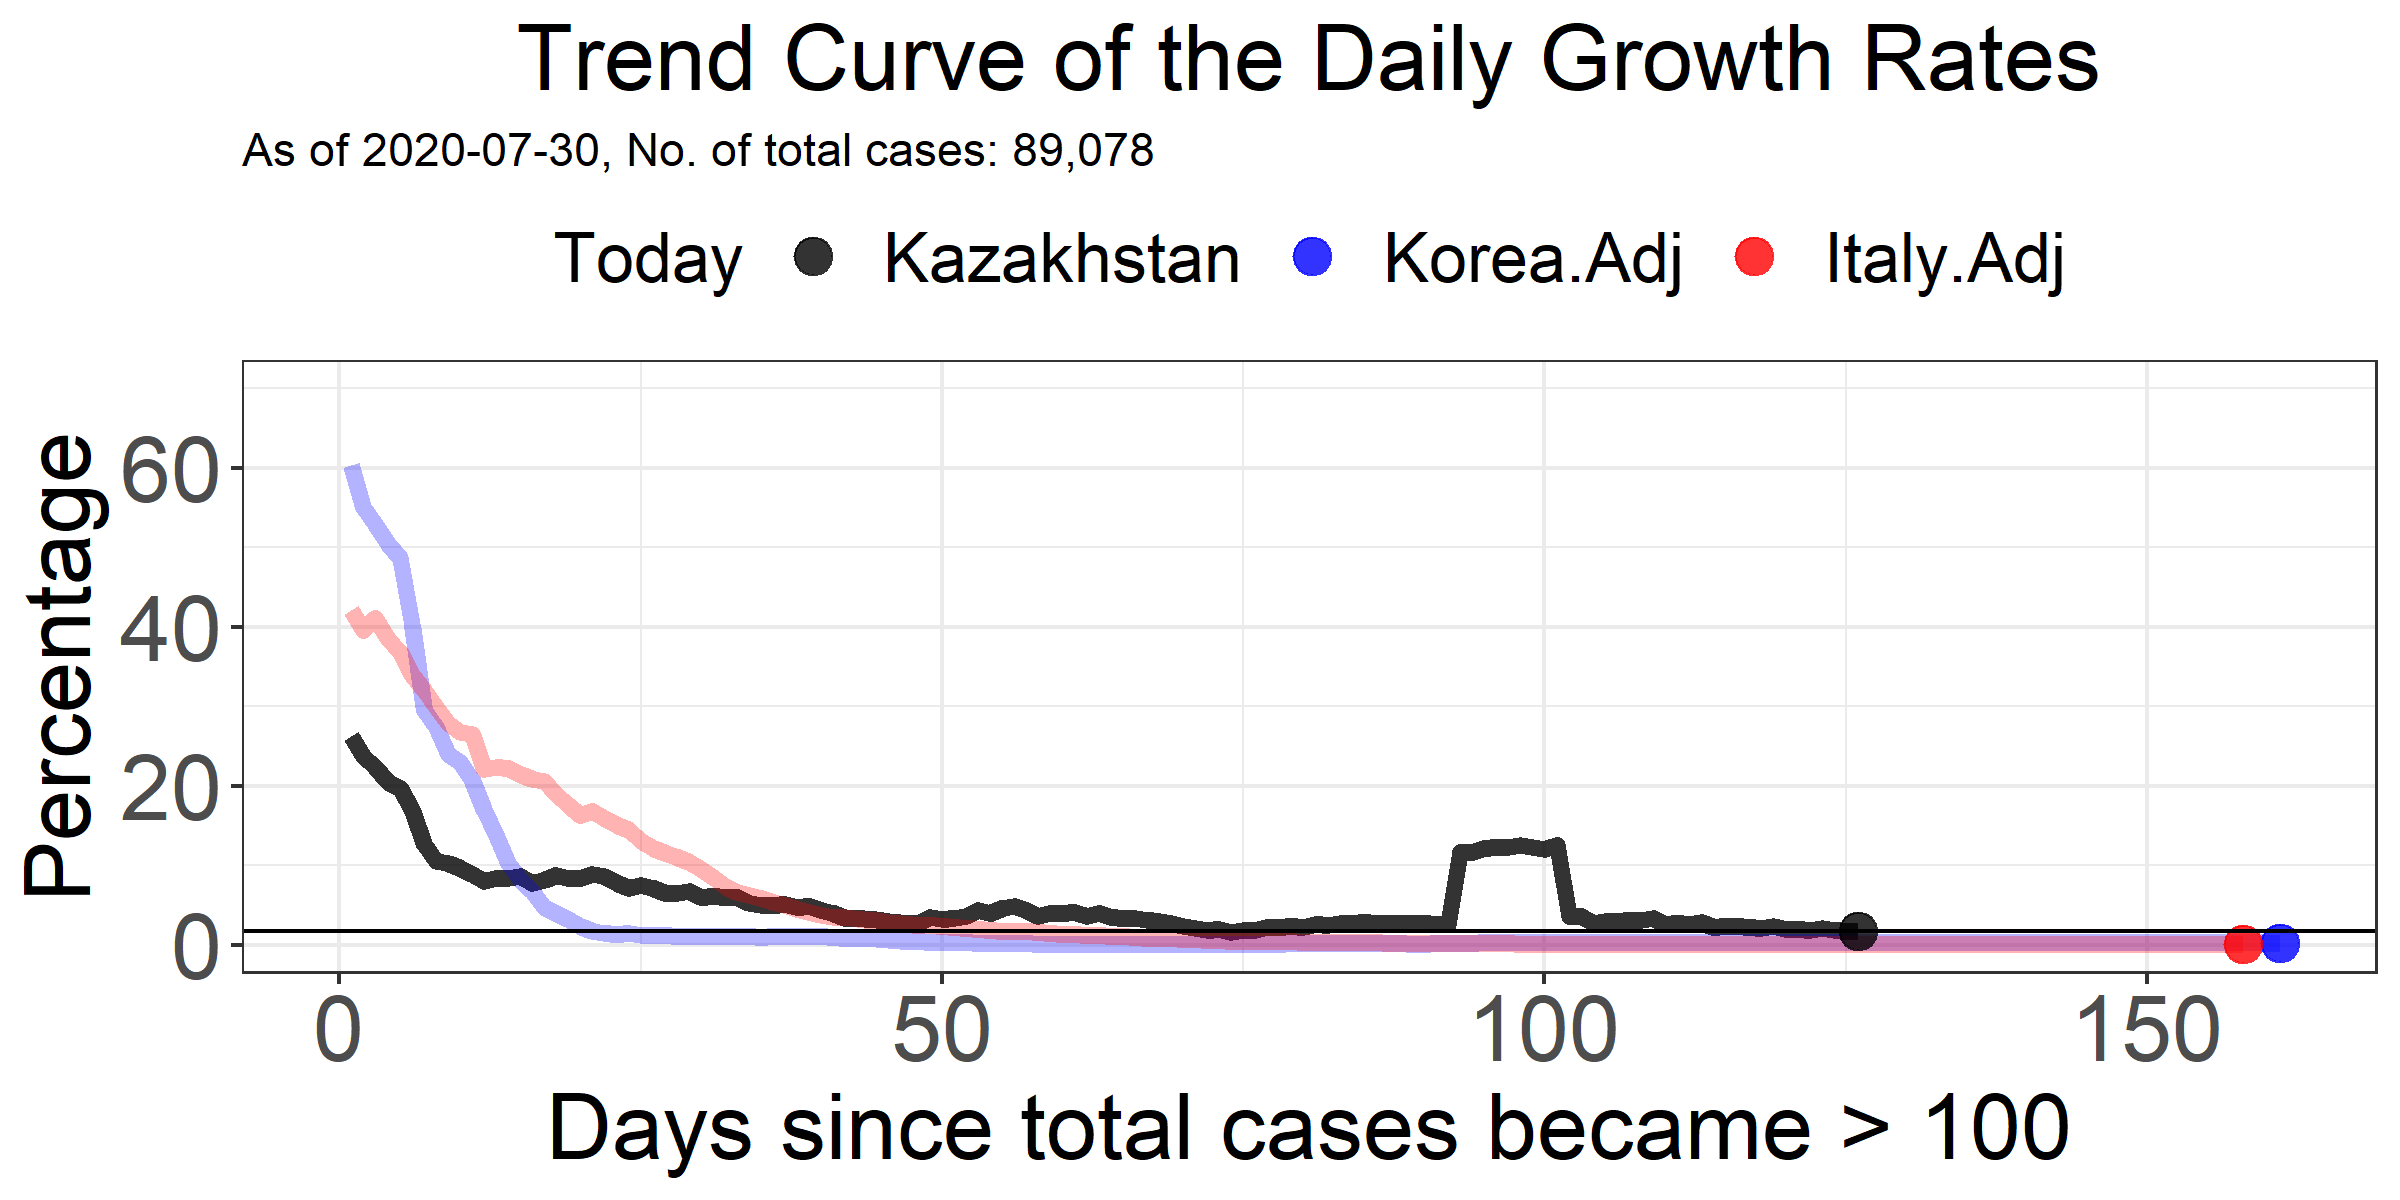 Trend Curve of the Daily Growth Rates
As of 2020-07-30, No. of total cases: 89,078
Today Kazakhstan Korea.Adj Italy.Adj
Percentage
60
40
20
0
0 50 100 150
Days since total cases became > 100